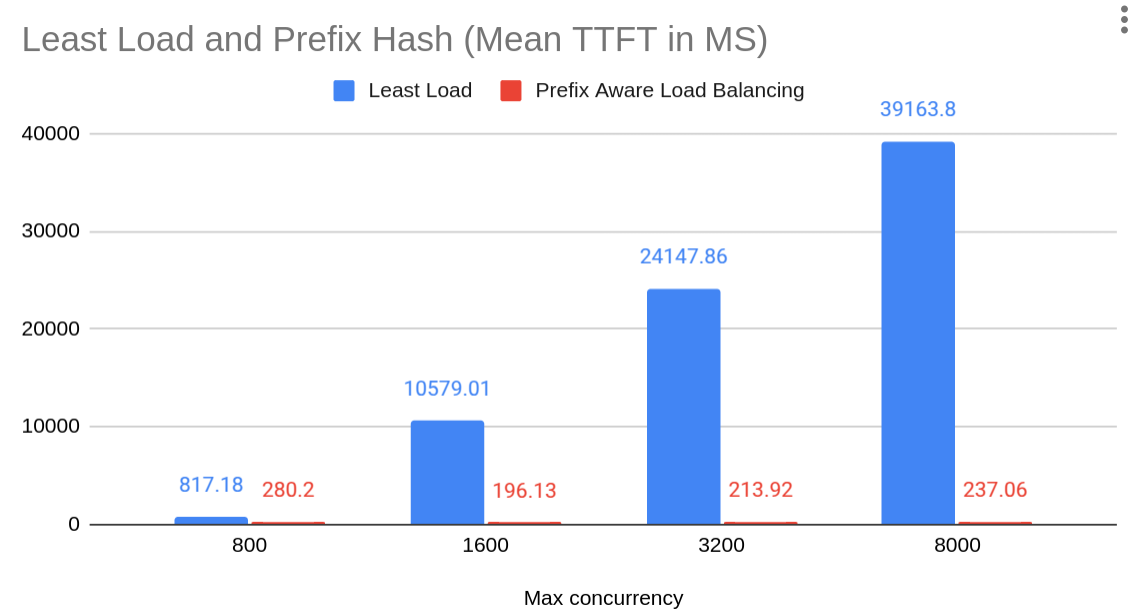 Least Load and Prefix Hash (Mean TTFT in MS)
Least Load Prefix Aware Load Balancing
39163.8
40000
30000
24147.86
20000
10579.01
10000
817.18 280.2 196.13 213.92 237.06
0
800 1600 3200 8000
Max concurrency